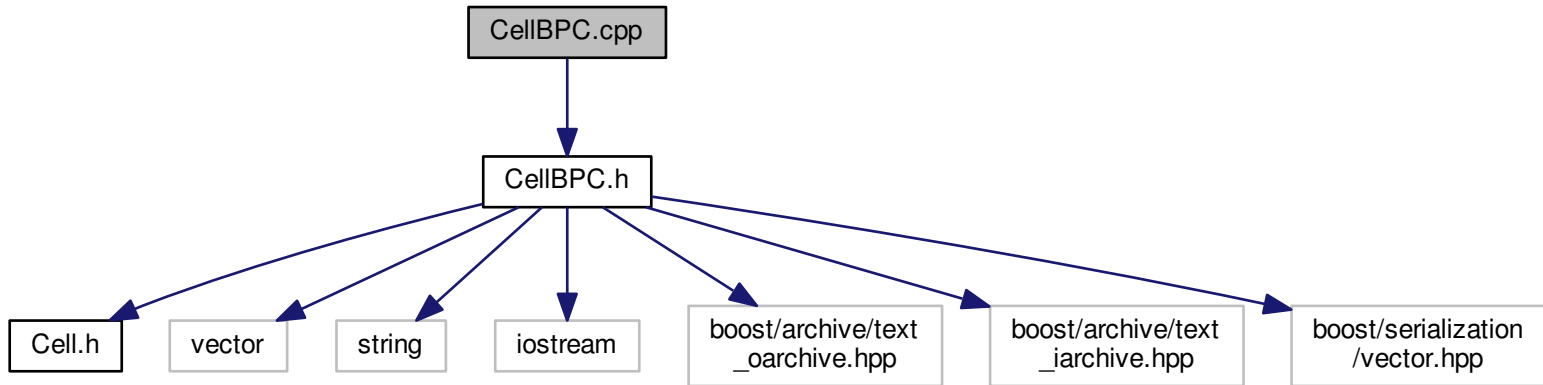 CellBPC.cpp
CellBPC.h
Cell.h
vector
string
iostream
boost/archive/text
_oarchive.hpp
boost/archive/text
_iarchive.hpp
boost/serialization
/vector.hpp